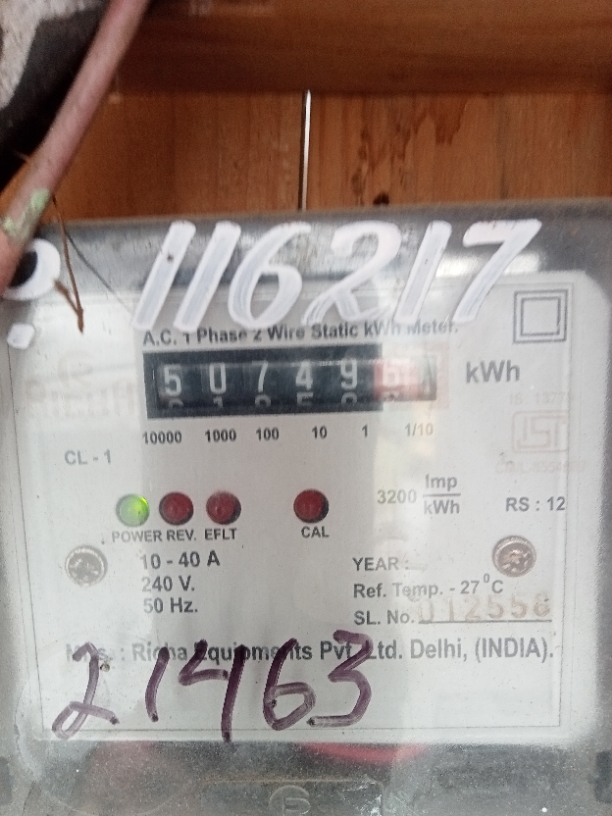 116217
A.C. 1 Phase 2 Wire Static kWh Meter.
5 0 7 4 9 6 kWh
10000 1000 100 10 1 1/10
CL - 1
3200 Imp/kWh
RS : 12
POWER REV. EFLT CAL
10 - 40 A
240 V.
50 Hz.
YEAR :
Ref. Temp. - 27°C
SL. No. 012558
M/s. : Richa Equipments Pvt. Ltd. Delhi, (INDIA).
21463